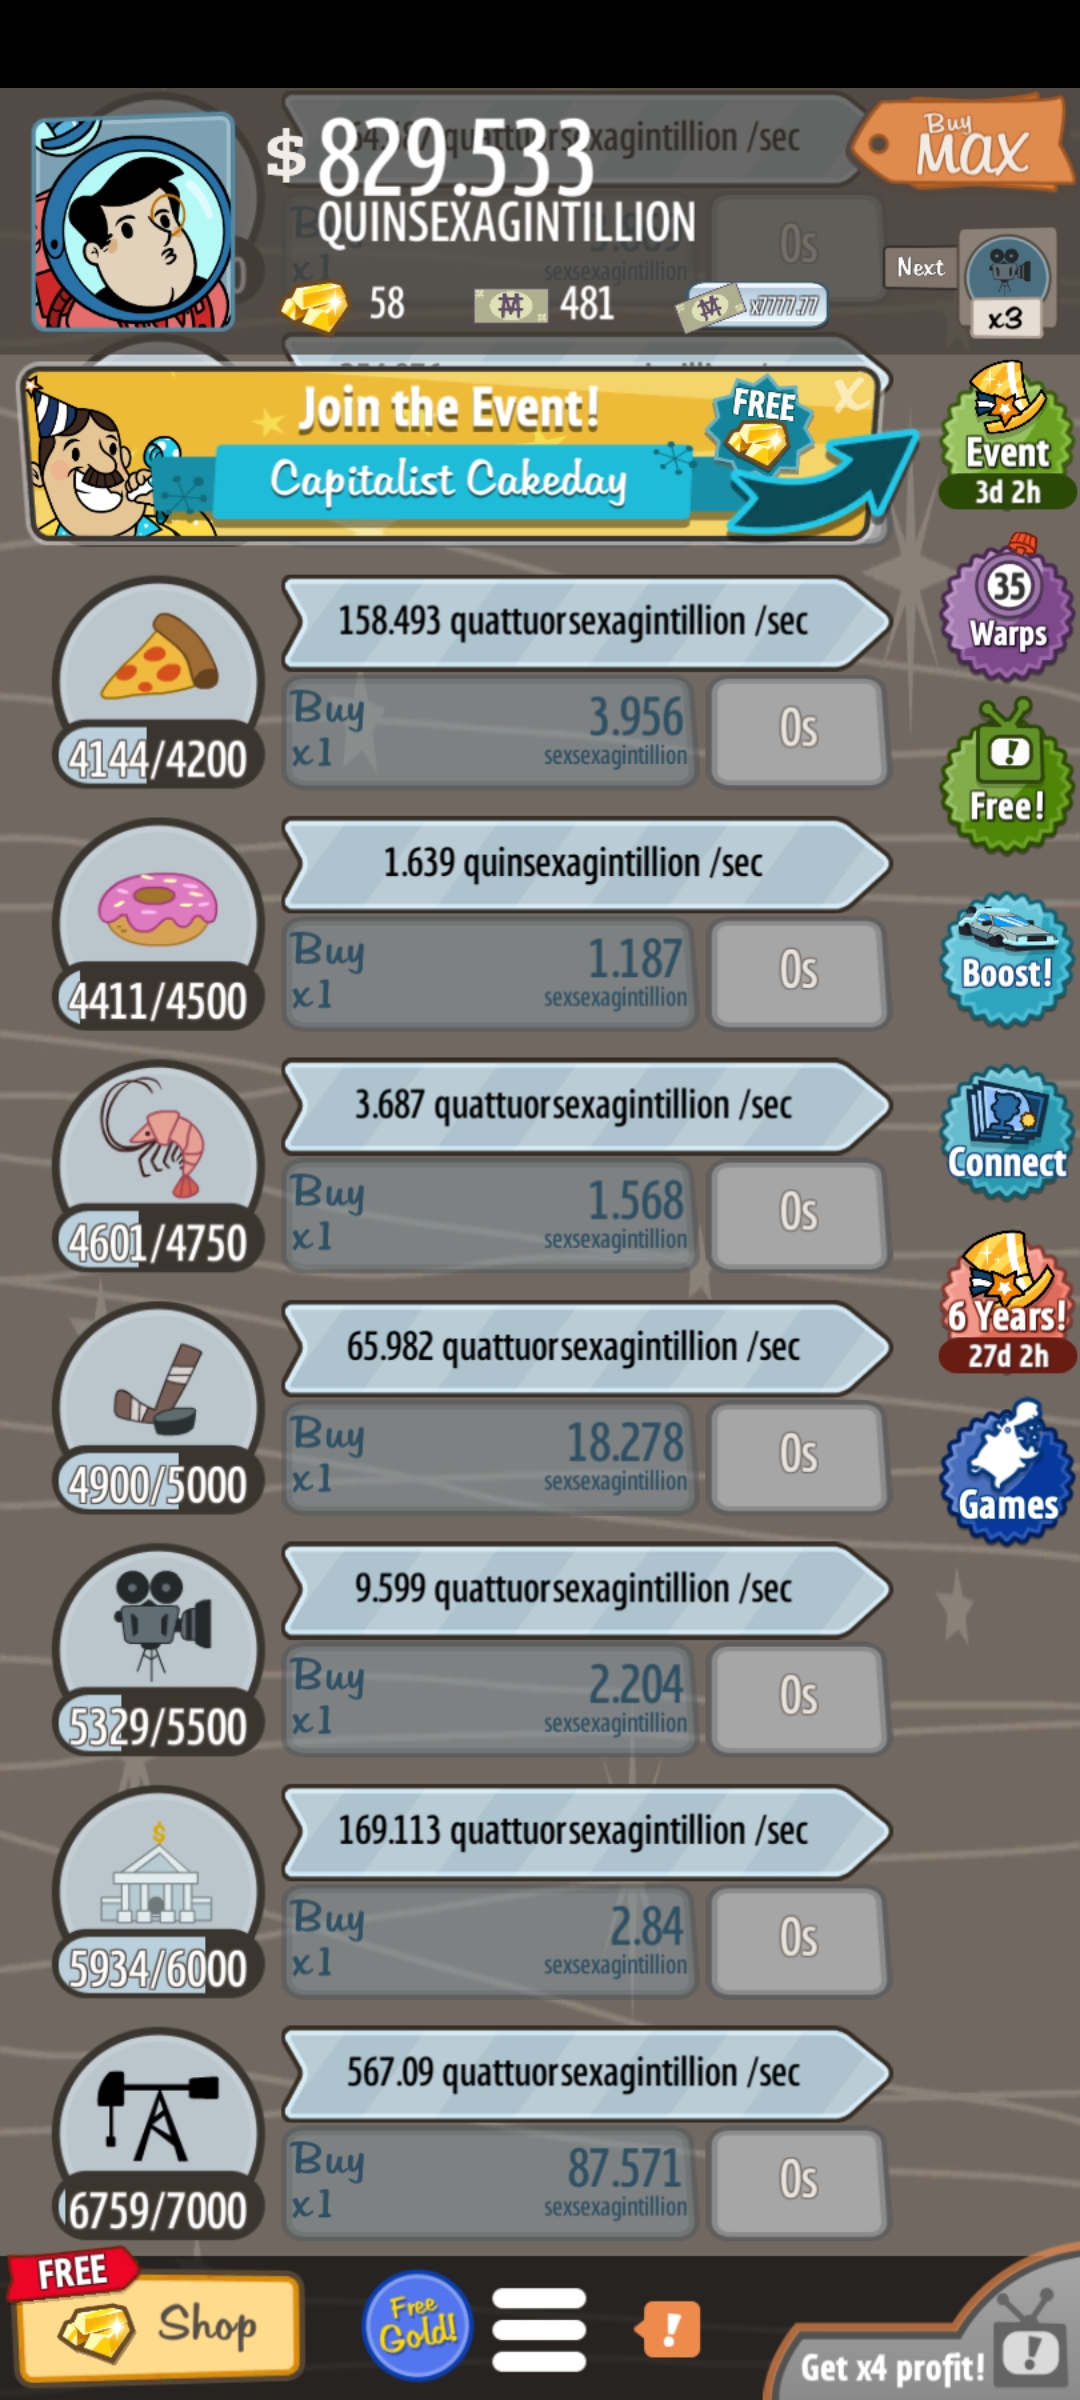 $ 829.533
QUINSEXAGINTILLION
Buy
MAX
58
481
x7777.77
Next
x3
0s
sexsexagintillion
Join the Event!
Capitalist Cakeday
FREE
X
Event
3d 2h
158.493 quattuorsexagintillion /sec
Buy
x1
3.956
sexsexagintillion
0s
4144/4200
35
Warps
Free!
1.639 quinsexagintillion /sec
Buy
x1
1.187
sexsexagintillion
0s
4411/4500
Boost!
3.687 quattuorsexagintillion /sec
Buy
x1
1.568
sexsexagintillion
0s
4601/4750
Connect
65.982 quattuorsexagintillion /sec
Buy
x1
18.278
sexsexagintillion
0s
4900/5000
6 Years!
27d 2h
Games
9.599 quattuorsexagintillion /sec
Buy
x1
2.204
sexsexagintillion
0s
5329/5500
169.113 quattuorsexagintillion /sec
Buy
x1
2.84
sexsexagintillion
0s
5934/6000
567.09 quattuorsexagintillion /sec
Buy
x1
87.571
sexsexagintillion
0s
6759/7000
FREE
Shop
Free
Gold!
!
Get x4 profit!